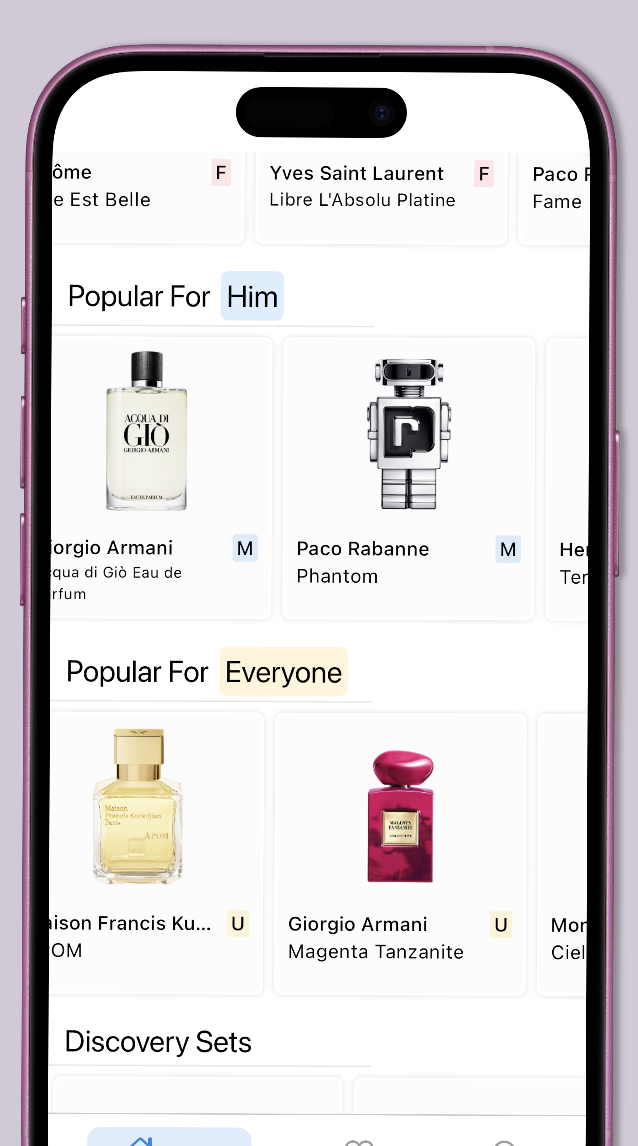 ôme
F
e Est Belle
Yves Saint Laurent
F
Libre L'Absolu Platine
Paco
Fame
Popular For Him
ACQUA DI
GIÒ
GIORGIO ARMANI
EAU DE PARFUM
iorgio Armani
M
cqua di Giò Eau de
rfum
Paco Rabanne
M
Phantom
Her
Ter
Popular For Everyone
Maison
Francis Kurkdjian
Paris
APOM
MAGENTA
TANZANITE
aison Francis Ku...
U
OM
Giorgio Armani
U
Magenta Tanzanite
Mon
Ciel
Discovery Sets